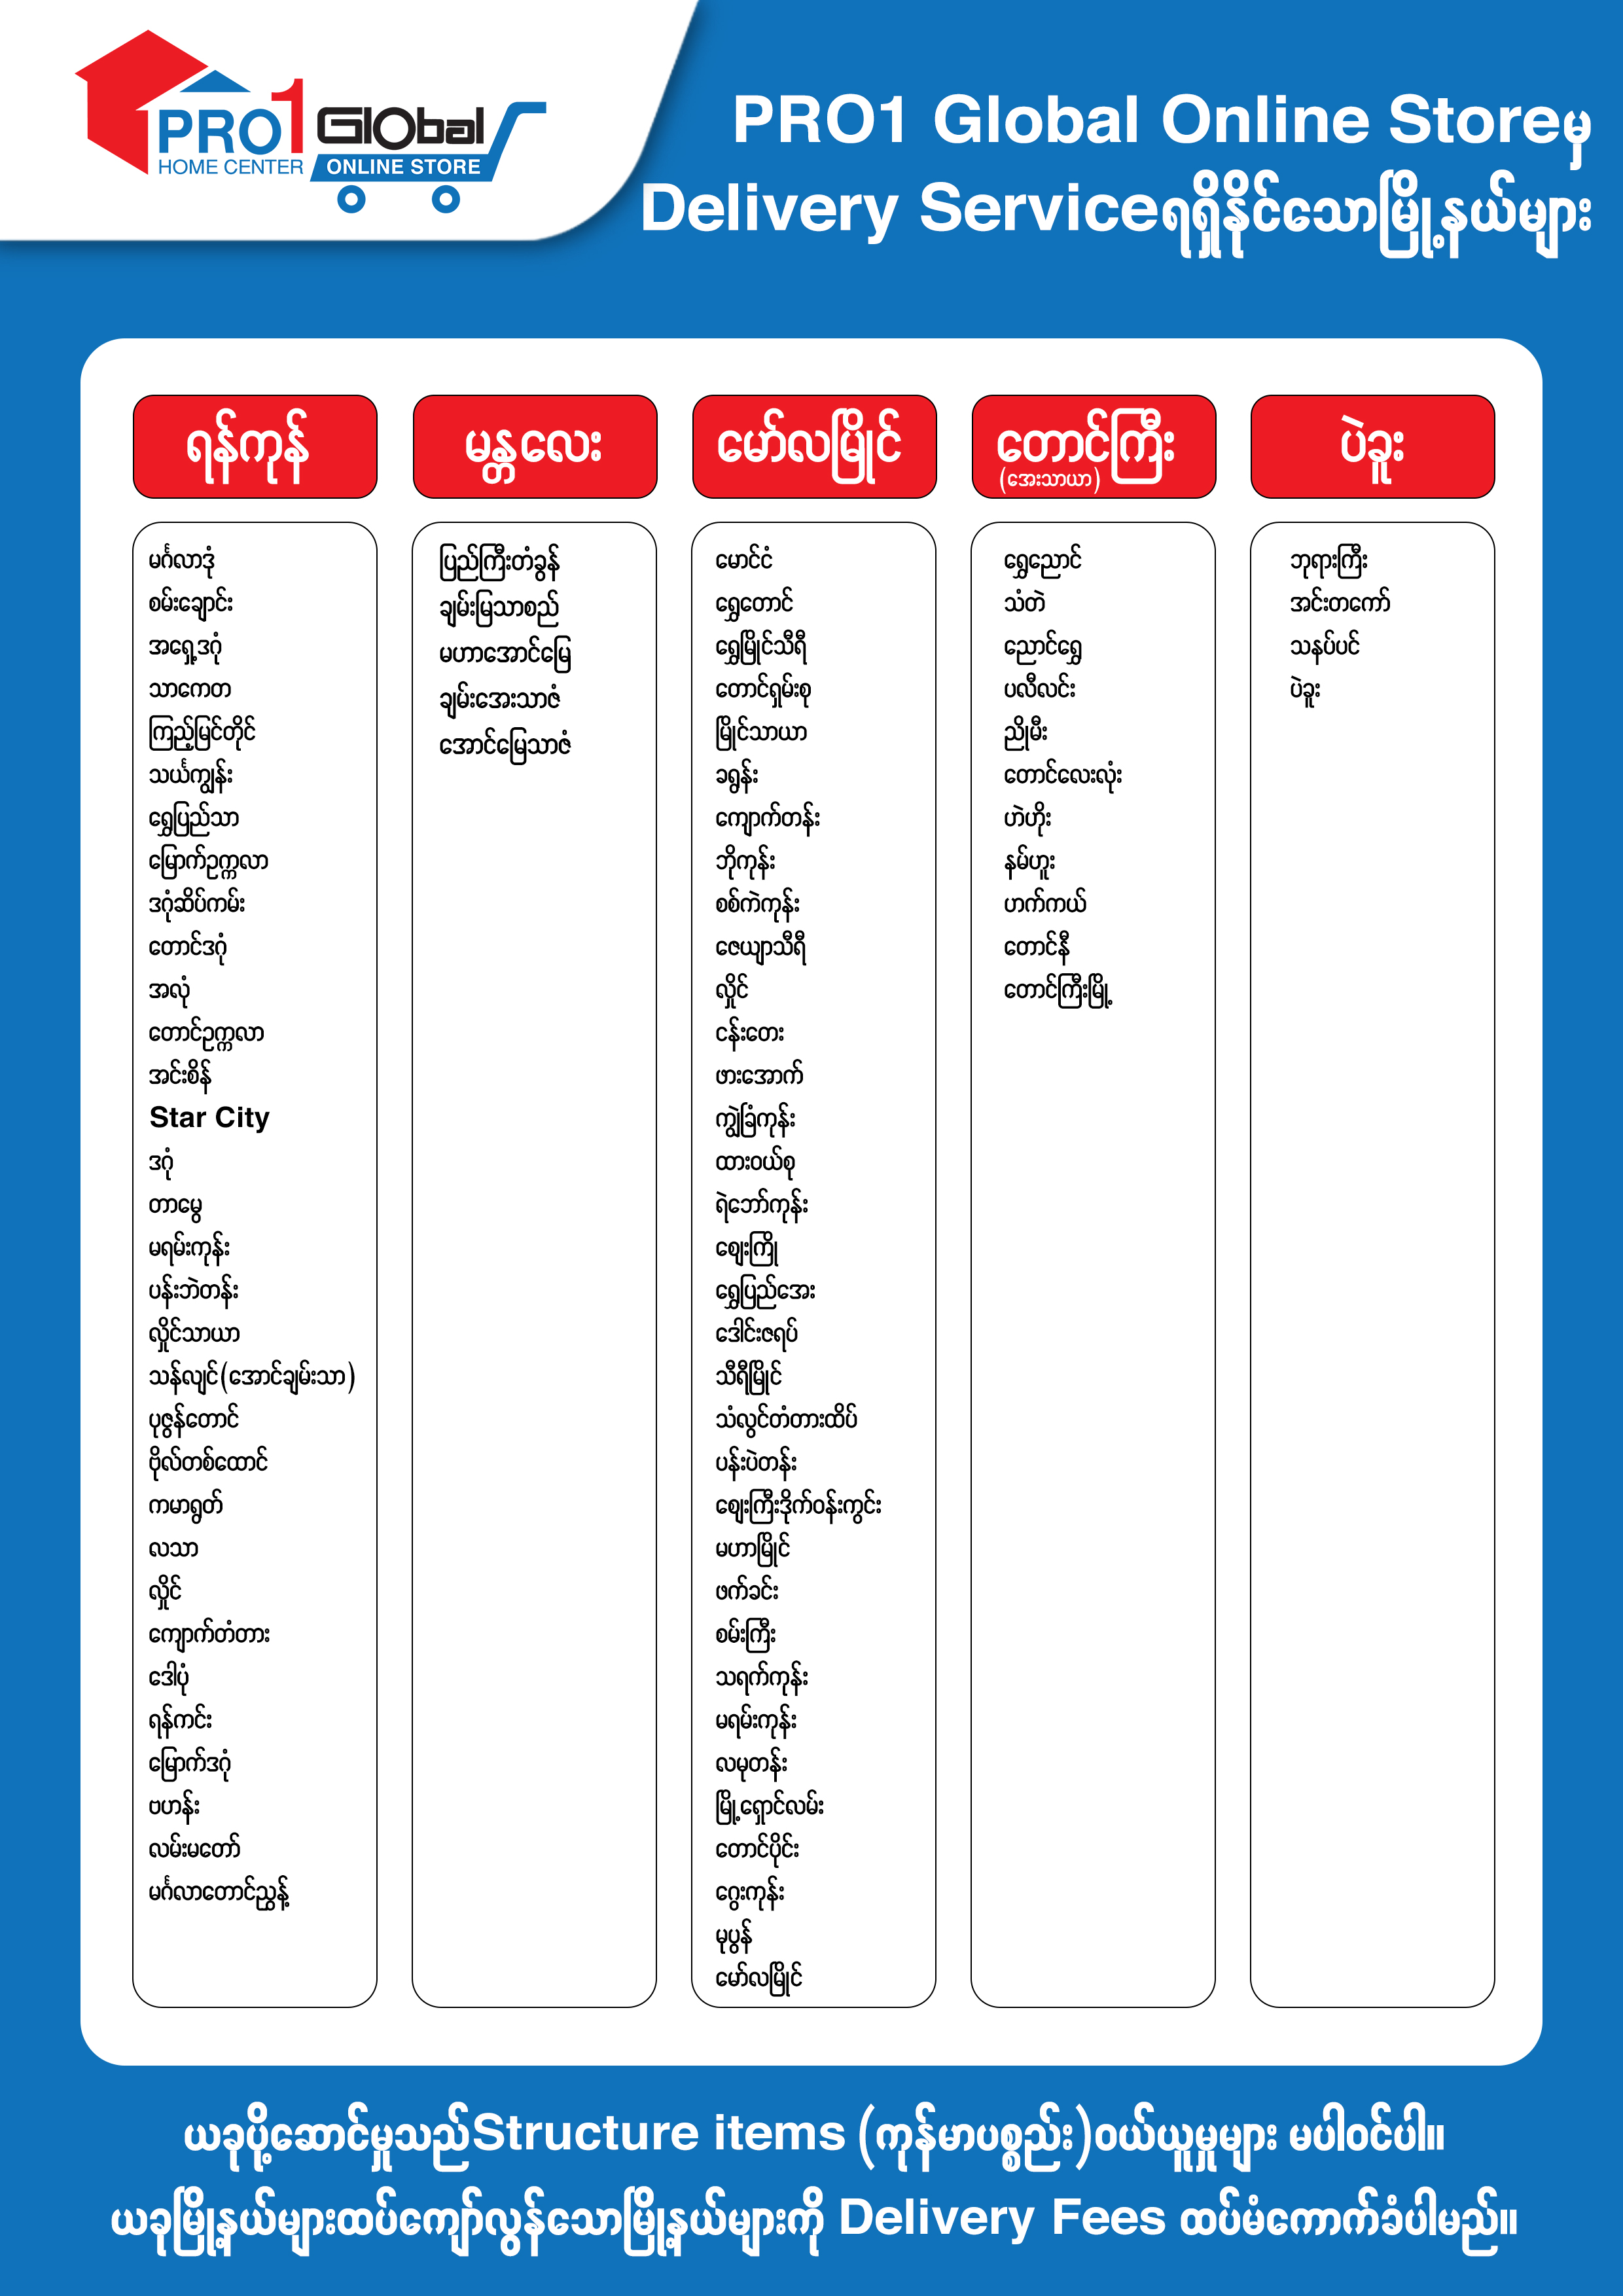 PRO1 Global
HOME CENTER
ONLINE STORE
PRO1 Global Online Storeမှ
Delivery Serviceရရှိနိုင်သောမြို့နယ်များ
ရန်ကုန်
မင်္ဂလာဒုံ
စမ်းချောင်း
အရှေ့ဒဂုံ
သာကေတ
ကြည့်မြင်တိုင်
သင်္ဃန်းကျွန်း
ရွှေပြည်သာ
မြောက်ဥက္ကလာ
ဒဂုံဆိပ်ကမ်း
တောင်ဒဂုံ
အလုံ
တောင်ဥက္ကလာ
အင်းစိန်
Star City
ဒဂုံ
တာမွေ
မရမ်းကုန်း
ပန်းဘဲတန်း
လှိုင်သာယာ
သန်လျင်(အောင်ချမ်းသာ)
ပုဇွန်တောင်
ဗိုလ်တစ်ထောင်
ကမာရွတ်
လသာ
လှိုင်
ကျောက်တံတား
ဒေါပုံ
ရန်ကင်း
မြောက်ဒဂုံ
ဗဟန်း
လမ်းမတော်
မင်္ဂလာတောင်ညွန့်
မန္တလေး
ပြည်ကြီးတံခွန်
ချမ်းမြသာစည်
မဟာအောင်မြေ
ချမ်းအေးသာဇံ
အောင်မြေသာဇံ
မော်လမြိုင်
မောင်ငံ
ရွှေတောင်
ရွှေမြိုင်သီရီ
တောင်ရှမ်းစု
မြိုင်သာယာ
ခရွန်း
ကျောက်တန်း
ဘိုကုန်း
စစ်ကဲကုန်း
ဇေယျာသီရီ
လှိုင်
ငန်းတေး
ဖားအောက်
ကျွဲခြံကုန်း
ထားဝယ်စု
ရဲဘော်ကုန်း
ဈေးကြို
ရွှေပြည်အေး
ဒေါင်းဇရပ်
သီရီမြိုင်
သံလွင်တံတားထိပ်
ပန်းပဲတန်း
ဈေးကြီးဒိုက်ဝန်းကွင်း
မဟာမြိုင်
ဖက်ခင်း
စမ်းကြီး
သရက်ကုန်း
မရမ်းကုန်း
လမုတန်း
မြို့ရှောင်လမ်း
တောင်ပိုင်း
ဂွေးကုန်း
မုပွန်
မော်လမြိုင်
တောင်ကြီး
(အေးသာယာ)
ရွှေညောင်
သံတဲ
ညောင်ရွှေ
ပလီလင်း
ညိုမီး
တောင်လေးလုံး
ဟဲဟိုး
နမ်ဟူး
ဟက်ကယ်
တောင်နီ
တောင်ကြီးမြို့
ပဲခူး
ဘုရားကြီး
အင်းတကော်
သနပ်ပင်
ပဲခူး
ယခုပို့ဆောင်မှုသည်Structure items (ကုန်မာပစ္စည်း)ဝယ်ယူမှုများ မပါဝင်ပါ။
ယခုမြို့နယ်များထပ်ကျော်လွန်သောမြို့နယ်များကို Delivery Fees ထပ်မံကောက်ခံပါမည်။